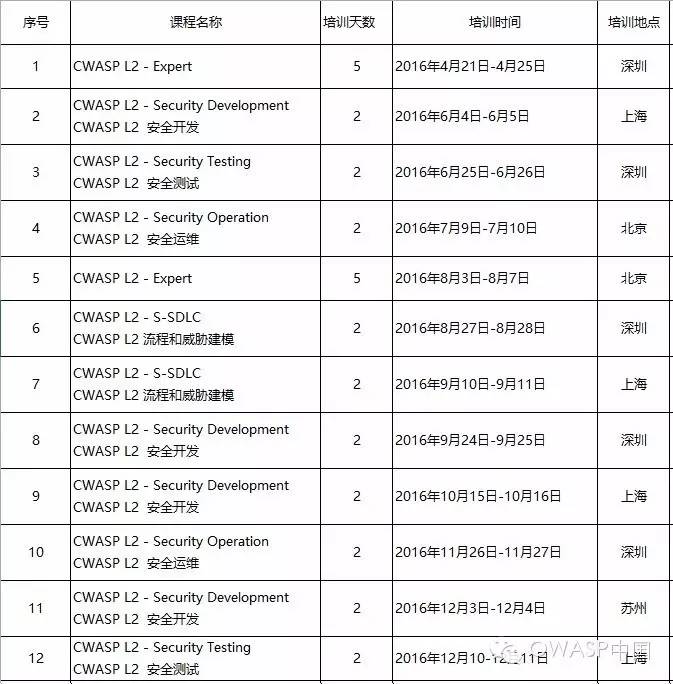 序号 课程名称 培训天数 培训时间 培训地点
1 CWASP L2 - Expert 5 2016年4月21日-4月25日 深圳
CWASP L2 - Security Development
2 2 2016年6月4日-6月5日 上海
CWASP L2 安全开发
CWASP L2 - Security Testing
3 2 2016年6月25日-6月26日 深圳
CWASP L2 安全测试
CWASP L2 - Security Operation
4 2 2016年7月9日-7月10日 北京
CWASP L2 安全运维
5 CWASP L2 - Expert 5 2016年8月3日-8月7日 北京
CWASP L2 - S-SDLC
6 2 2016年8月27日-8月28日 深圳
CWASP L2 流程和威胁建模
CWASP L2 - S-SDLC
7 2 2016年9月10日-9月11日 上海
CWASP L2 流程和威胁建模
CWASP L2 - Security Development
8 2 2016年9月24日-9月25日 深圳
CWASP L2 安全开发
CWASP L2 - Security Development
9 2 2016年10月15日-10月16日 上海
CWASP L2 安全开发
CWASP L2 - Security Operation
10 2 2016年11月26日-11月27日 深圳
CWASP L2 安全运维
CWASP L2 - Security Development
11 2 2016年12月3日-12月4日 苏州
CWASP L2 安全开发
CWASP L2 - Security Testing
12 2 2016年12月10-12月11日 上海
CWASP L2 安全测试
OWASP中国